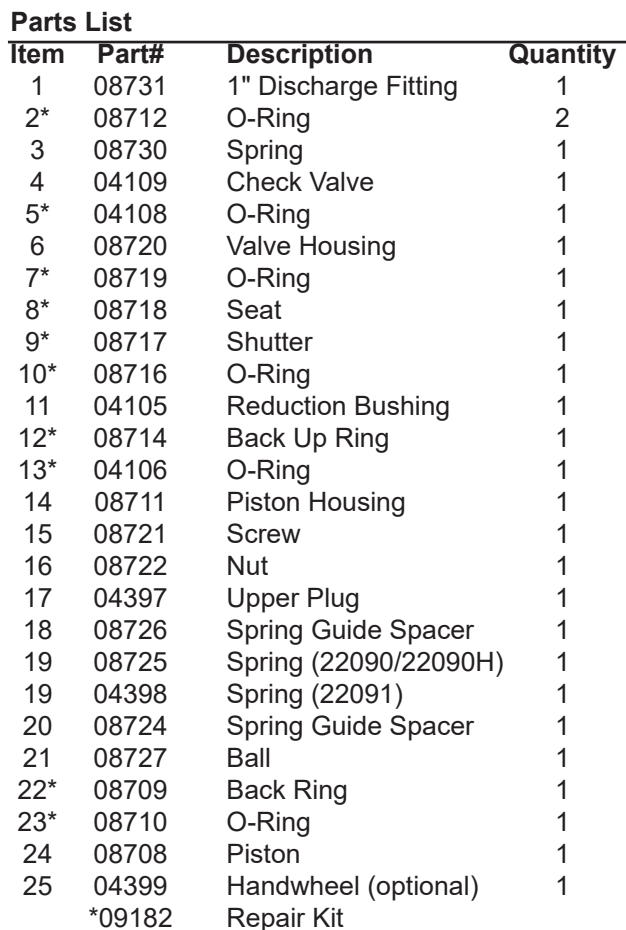 Parts List
Item Part# Description Quantity
1 08731 1" Discharge Fitting 1
2* 08712 O-Ring 2
3 08730 Spring 1
4 04109 Check Valve 1
5* 04108 O-Ring 1
6 08720 Valve Housing 1
7* 08719 O-Ring 1
8* 08718 Seat 1
9* 08717 Shutter 1
10* 08716 O-Ring 1
11 04105 Reduction Bushing 1
12* 08714 Back Up Ring 1
13* 04106 O-Ring 1
14 08711 Piston Housing 1
15 08721 Screw 1
16 08722 Nut 1
17 04397 Upper Plug 1
18 08726 Spring Guide Spacer 1
19 08725 Spring (22090/22090H) 1
19 04398 Spring (22091) 1
20 08724 Spring Guide Spacer 1
21 08727 Ball 1
22* 08709 Back Ring 1
23* 08710 O-Ring 1
24 08708 Piston 1
25 04399 Handwheel (optional) 1
*09182 Repair Kit